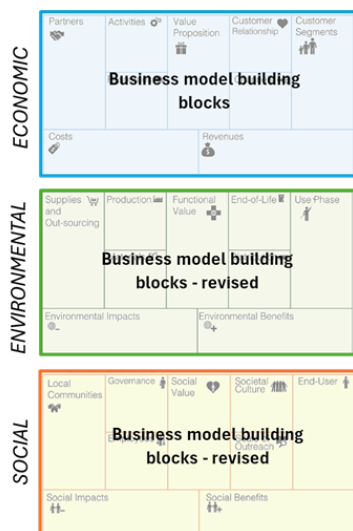 ECONOMIC
Partners
Activities
Value
Proposition
Customer
Relationship
Customer
Segments
Business model building
blocks
Costs
Revenues
ENVIRONMENTAL
Supplies
and
Out-sourcing
Production
Functional
Value
End-of-Life
Use Phase
Business model building
blocks - revised
Environmental Impacts
Environmental Benefits
SOCIAL
Local
Communities
Governance
Social
Value
Societal
Culture
End-User
Business model building
Outreach
blocks - revised
Social Impacts
Social Benefits